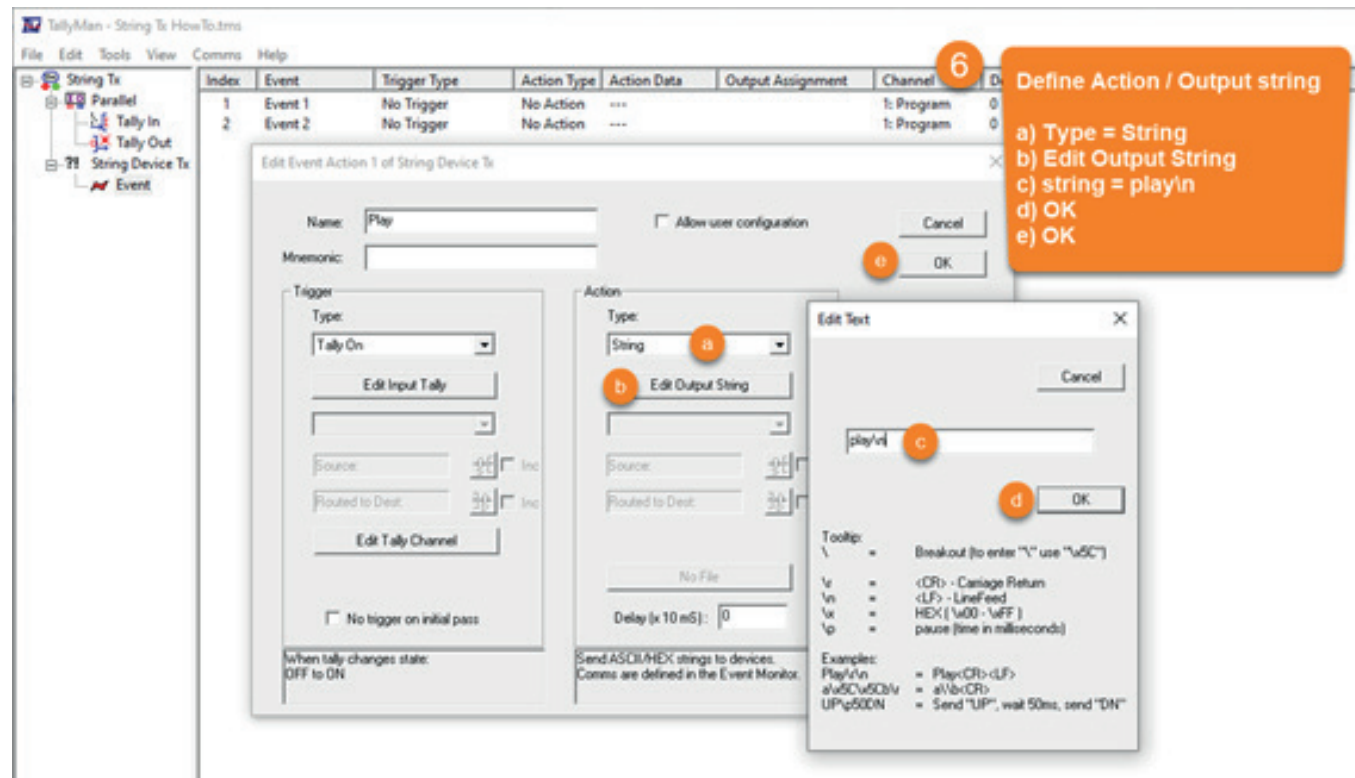 TallyMan - String Tx HowTo.tms
File Edit Tools View Comms Help
String Tx
Parallel
Tally In
Tally Out
String Device Tx
Event
Index Event Trigger Type Action Type Action Data Output Assignment Channel
1 Event 1 No Trigger No Action --- 1: Program 0
2 Event 2 No Trigger No Action --- 1: Program 0
6
Define Action / Output string
a) Type = String
b) Edit Output String
c) string = play\n
d) OK
e) OK
Edit Event Action 1 of String Device Tx
Name: Play
Allow user configuration
Cancel
Mnemonic:
e OK
Trigger
Type:
Tally On
Edit Input Tally
Source: Inc
Routed to Dest: Inc
Edit Tally Channel
No trigger on initial pass
When tally changes state:
OFF to ON
Action
Type:
String a
b Edit Output String
Source:
Routed to Dest:
No File
Delay (x 10 mS): 0
Send ASCII/HEX strings to devices.
Comms are defined in the Event Monitor.
Edit Text
Cancel
play\n c
d OK
Tooltip:
\ = Breakout (to enter "\" use "\x5C")
\r = <CR> - Carriage Return
\n = <LF> - LineFeed
\x = HEX ( \x00 - \xFF )
\p = pause (time in milliseconds)
Examples:
Play\r\n = Play<CR><LF>
a\x5C\x5Cb\r = a\\b<CR>
UP\p50DN = Send "UP", wait 50ms, send "DN"